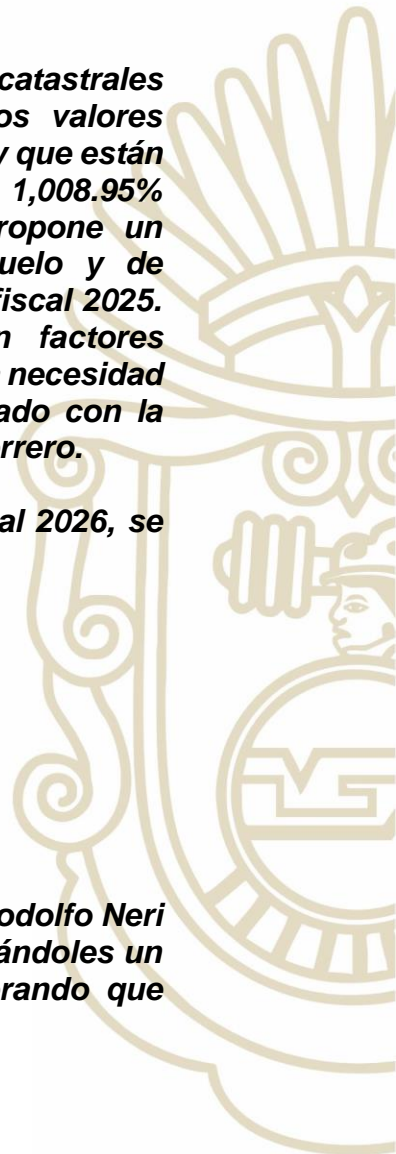 catastrales
os valores
y que están
1,008.95%
ropone un
uelo y de
fiscal 2025.
n factores
necesidad
ado con la
rrero.
al 2026, se
odolfo Neri
ándoles un
rando que